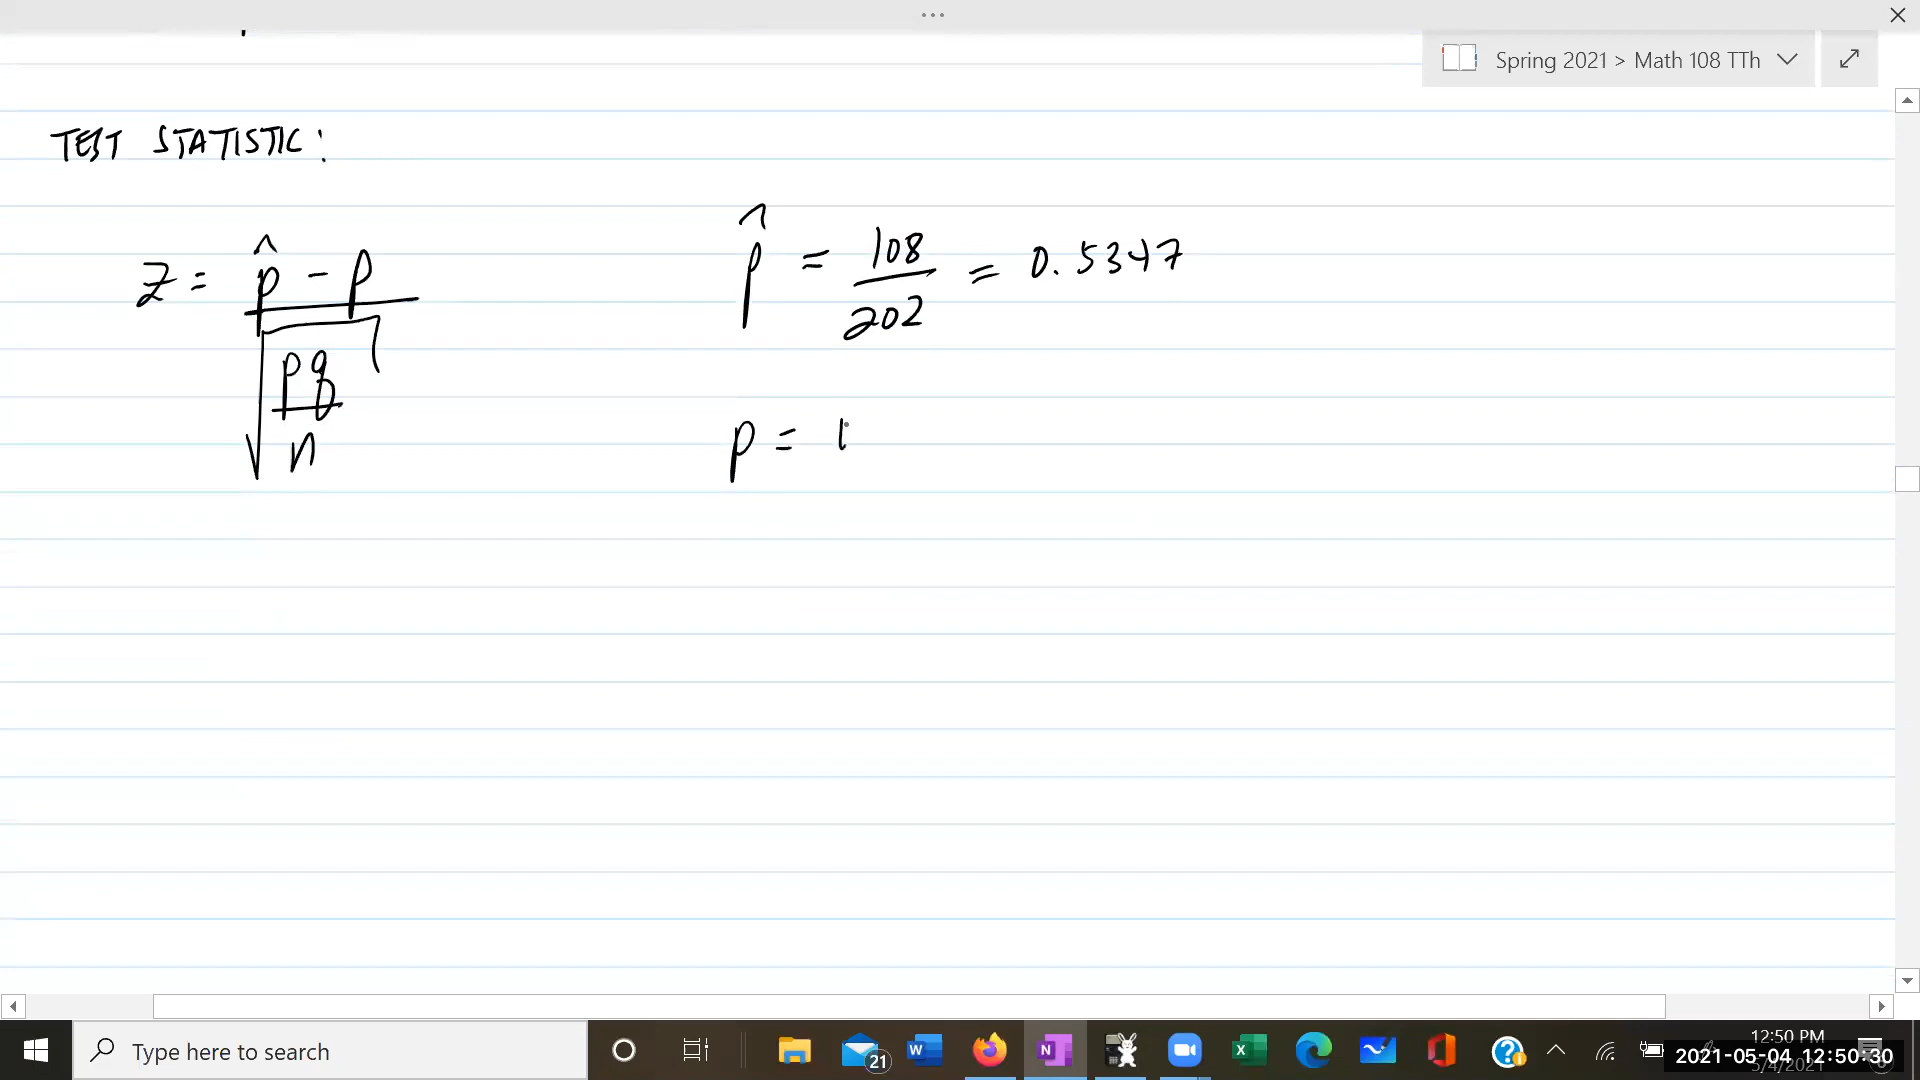 Spring 2021 > Math 108 TTh
TEST STATISTIC:
z = (p̂ - p) / √(pq/n)
p̂ = 108/202 = 0.5347
p =
Type here to search
21
W
N
X
12:50 PM
2021-05-04 12:50:30